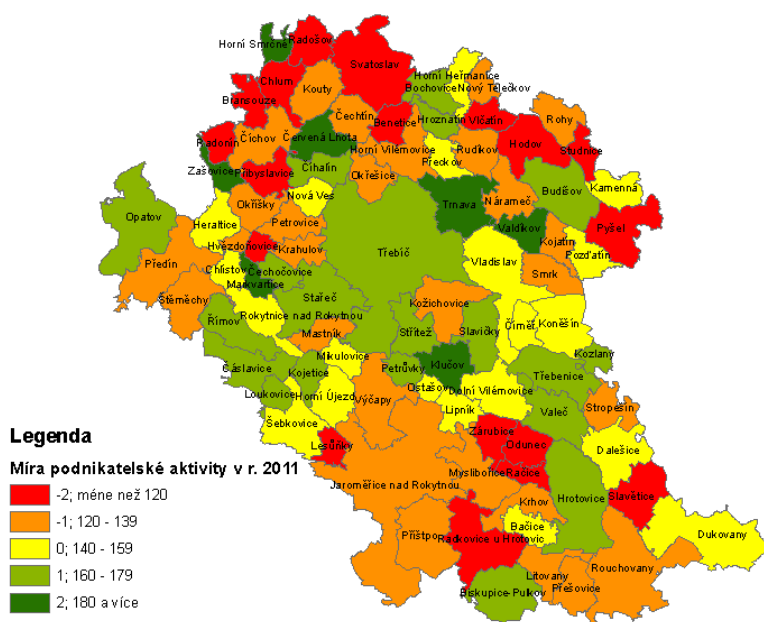 Horní Smrčné
Radošov
Svatoslav
Chlum
Kouty
Bransouze
Horní Heřmanice
Bochovice
Nový Telečkov
Čechtín
Benetice
Hroznatín
Vlčatín
Rohy
Radonín
Číchov
Červená Lhota
Horní Vilémovice
Přeckov
Rudíkov
Hodov
Studnice
Zašovice
Přibyslavice
Číhalín
Okřešice
Budišov
Kamenná
Opatov
Okříšky
Nová Ves
Trnava
Nárameč
Heraltice
Petrovice
Valdíkov
Pyšel
Hvězdoňovice
Krahulov
Třebíč
Kojatín
Pozďatín
Předín
Chlístov
Čechočovice
Vladislav
Smrk
Štěměchy
Markvartice
Stařeč
Kožichovice
Římov
Rokytnice nad Rokytnou
Mastník
Střítež
Slavičky
Číměř
Koněšín
Mikulovice
Kozlany
Čáslavice
Kojetice
Petrůvky
Klučov
Třebenice
Loukovice
Horní Újezd
Výčapy
Ostašov
Dolní Vilémovice
Lipník
Valeč
Stropešín
Šebkovice
Legenda
Lesůňky
Zárubice
Odunec
Dalešice
Míra podnikatelské aktivity v r. 2011
Myslibořice
Račice
Jaroměřice nad Rokytnou
Hrotovice
Slavětice
-2; méne než 120
Krhov
-1; 120 - 139
Bačice
Příštpo
Radkovice u Hrotovic
Dukovany
0; 140 - 159
Litovany
Rouchovany
1; 160 - 179
Biskupice-Pulkov
Přešovice
2; 180 a více